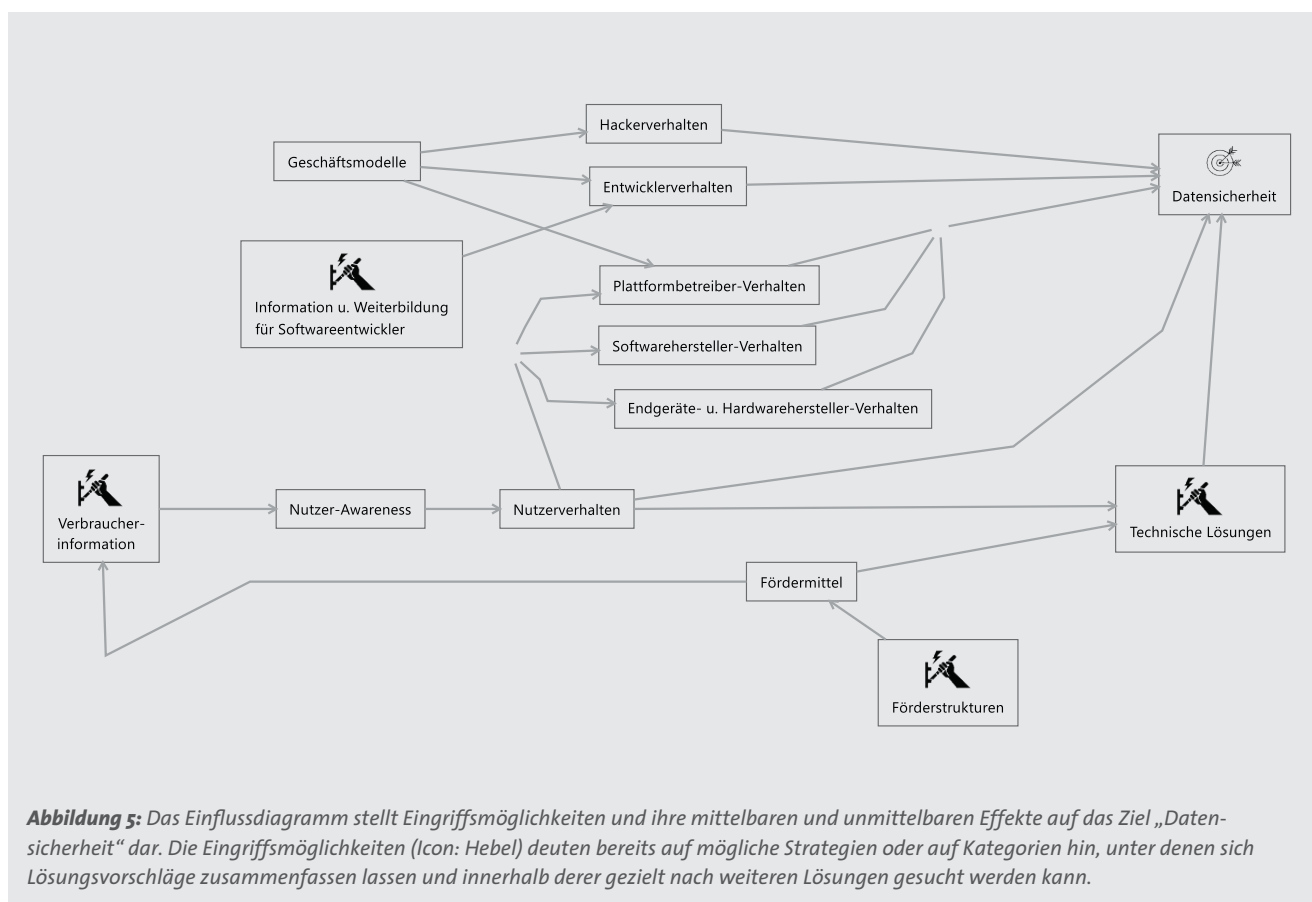 Hackerverhalten
Geschäftsmodelle
Entwicklerverhalten
Datensicherheit
Information u. Weiterbildung
für Softwareentwickler
Plattformbetreiber-Verhalten
Softwarehersteller-Verhalten
Endgeräte- u. Hardwarehersteller-Verhalten
Verbraucher-
information
Nutzer-Awareness
Nutzerverhalten
Technische Lösungen
Fördermittel
Förderstrukturen
Abbildung 5: Das Einflussdiagramm stellt Eingriffsmöglichkeiten und ihre mittelbaren und unmittelbaren Effekte auf das Ziel „Daten-
sicherheit“ dar. Die Eingriffsmöglichkeiten (Icon: Hebel) deuten bereits auf mögliche Strategien oder auf Kategorien hin, unter denen sich
Lösungsvorschläge zusammenfassen lassen und innerhalb derer gezielt nach weiteren Lösungen gesucht werden kann.